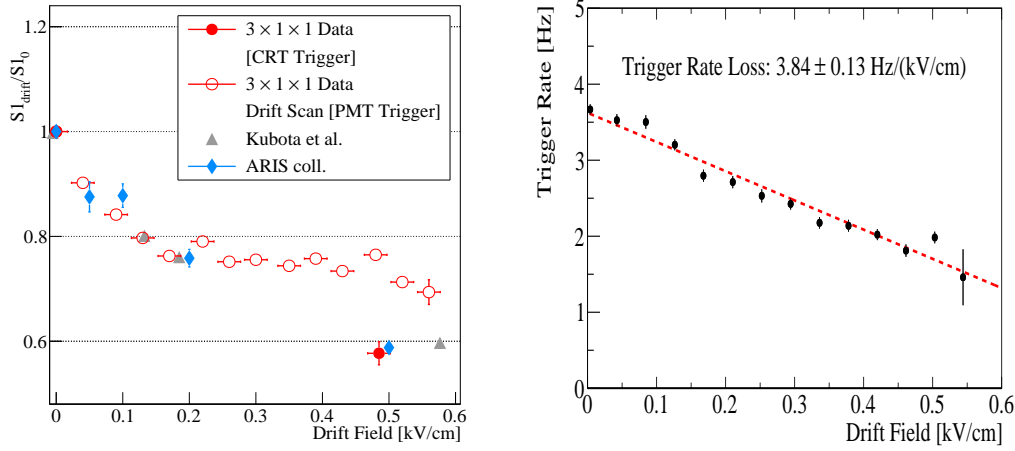 S1drift/S1₀
1.2
1
0.8
0.6
3 × 1 × 1 Data
[CRT Trigger]
3 × 1 × 1 Data
Drift Scan [PMT Trigger]
Kubota et al.
ARIS coll.
0 0.1 0.2 0.3 0.4 0.5 0.6
Drift Field [kV/cm]
Trigger Rate [Hz]
5
4
3
2
1
0
Trigger Rate Loss: 3.84 ± 0.13 Hz/(kV/cm)
0 0.1 0.2 0.3 0.4 0.5 0.6
Drift Field [kV/cm]